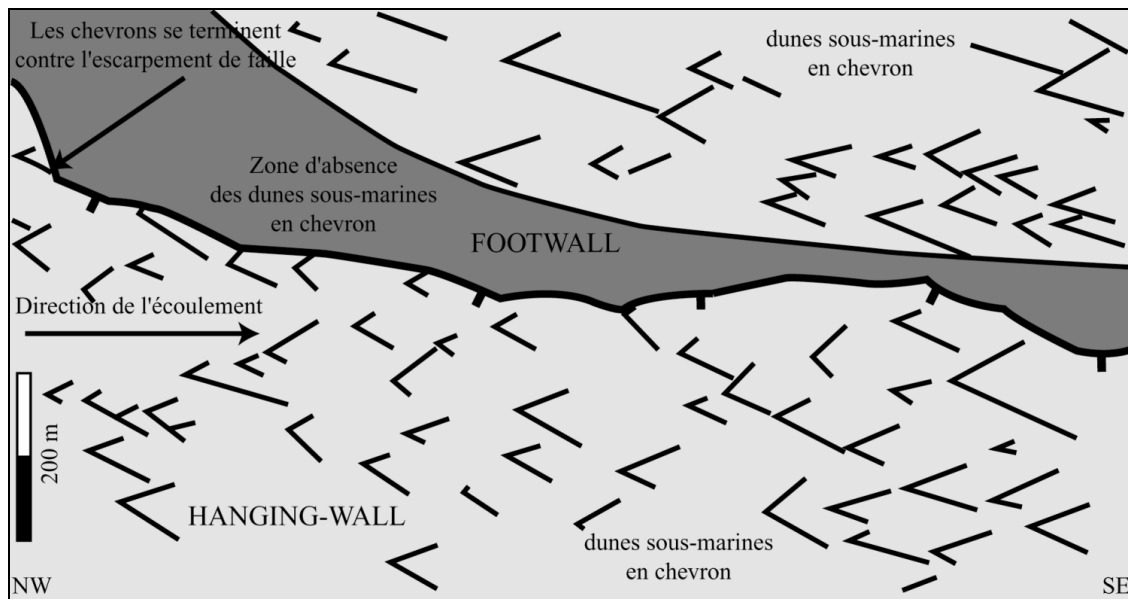 Les chevrons se terminent
contre l'escarpement de faille
dunes sous-marines
en chevron
Zone d'absence
des dunes sous-marines
en chevron
FOOTWALL
Direction de l'écoulement
200 m
HANGING-WALL
dunes sous-marines
en chevron
NW
SE